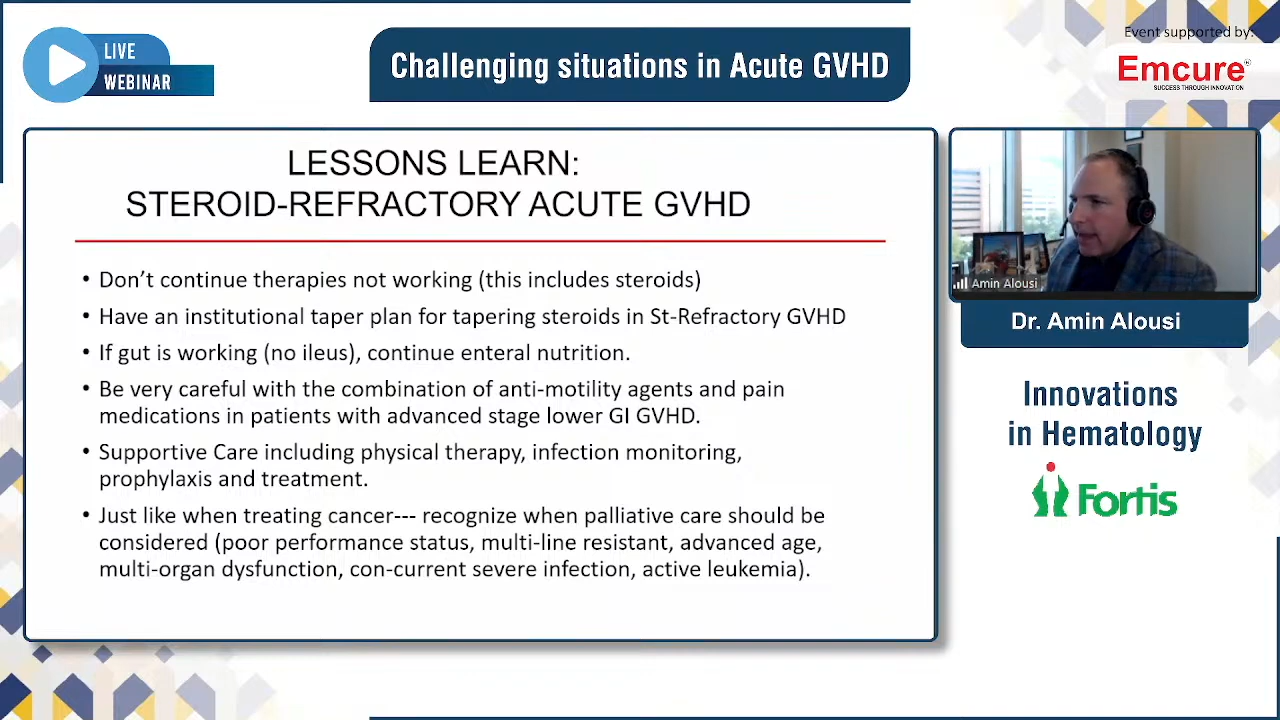 LIVE
WEBINAR
Challenging situations in Acute GVHD
Event supported by:
Emcure®
SUCCESS THROUGH INNOVATION
LESSONS LEARN:
STEROID-REFRACTORY ACUTE GVHD
• Don’t continue therapies not working (this includes steroids)
• Have an institutional taper plan for tapering steroids in St-Refractory GVHD
• If gut is working (no ileus), continue enteral nutrition.
• Be very careful with the combination of anti-motility agents and pain
medications in patients with advanced stage lower GI GVHD.
• Supportive Care including physical therapy, infection monitoring,
prophylaxis and treatment.
• Just like when treating cancer--- recognize when palliative care should be
considered (poor performance status, multi-line resistant, advanced age,
multi-organ dysfunction, con-current severe infection, active leukemia).
Amin Alousi
Dr. Amin Alousi
Innovations
in Hematology
Fortis